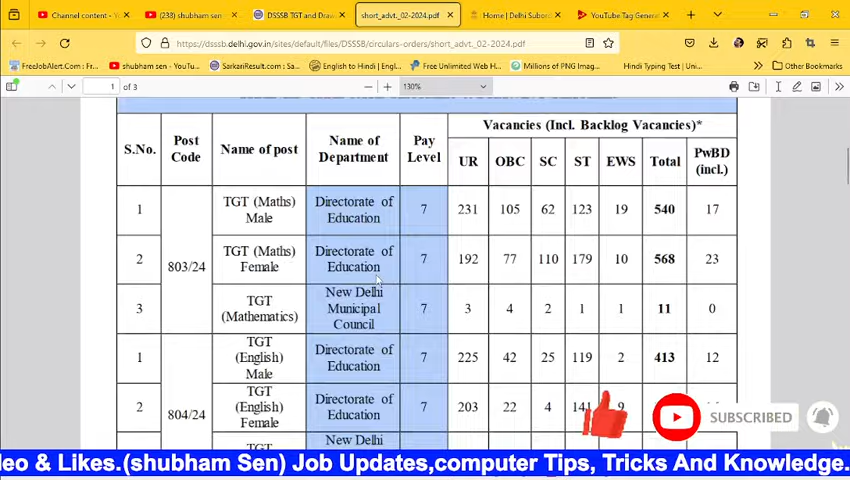 Channel content
(238) shubham sen
DSSSB TGT and Draw
short_advt._02-2024.pdf
Home | Delhi Subord
YouTube Tag Generat
https://dsssb.delhi.gov.in/sites/default/files/DSSSB/circulars-orders/short_advt._02-2024.pdf
FreeJobAlert.Com : Fre...
shubham sen - YouTu...
SarkariResult.com : Sa...
English to Hindi | Engl...
Free Unlimited Web H...
Millions of PNG Imag...
Hindi Typing Test | Uni...
Other Bookmarks
1 of 3
130%
S.No. Post Code Name of post Name of Department Pay Level Vacancies (Incl. Backlog Vacancies)*
UR OBC SC ST EWS Total PwBD (incl.)
1 803/24 TGT (Maths) Male Directorate of Education 7 231 105 62 123 19 540 17
2 TGT (Maths) Female Directorate of Education 7 192 77 110 179 10 568 23
3 TGT (Mathematics) New Delhi Municipal Council 7 3 4 2 1 1 11 0
1 804/24 TGT (English) Male Directorate of Education 7 225 42 25 119 2 413 12
2 TGT (English) Female Directorate of Education 7 203 22 4 141 9
TGT New Delhi
SUBSCRIBED
leo & Likes.(shubham Sen) Job Updates,computer Tips, Tricks And Knowledge.